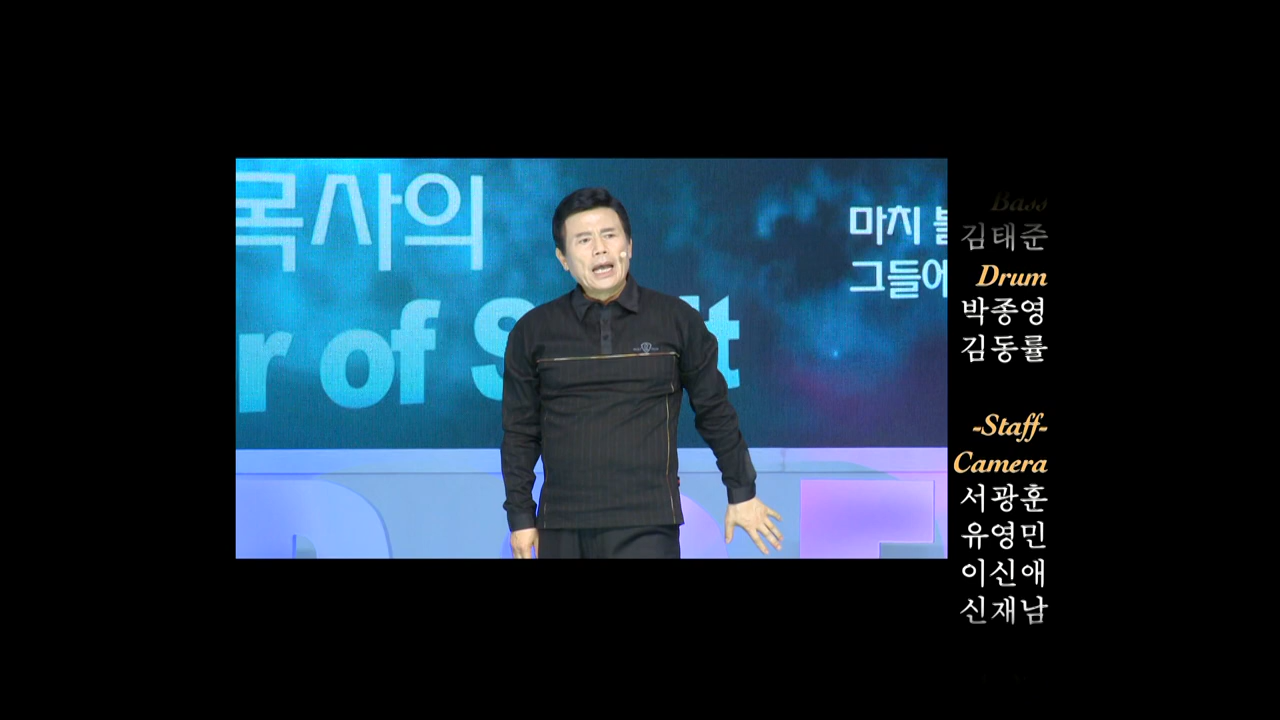 목사의
r of S
마치
그들에
Bass
김태준
Drum
박종영
김동률
-Staff-
Camera
서광훈
유영민
이신애
신재남